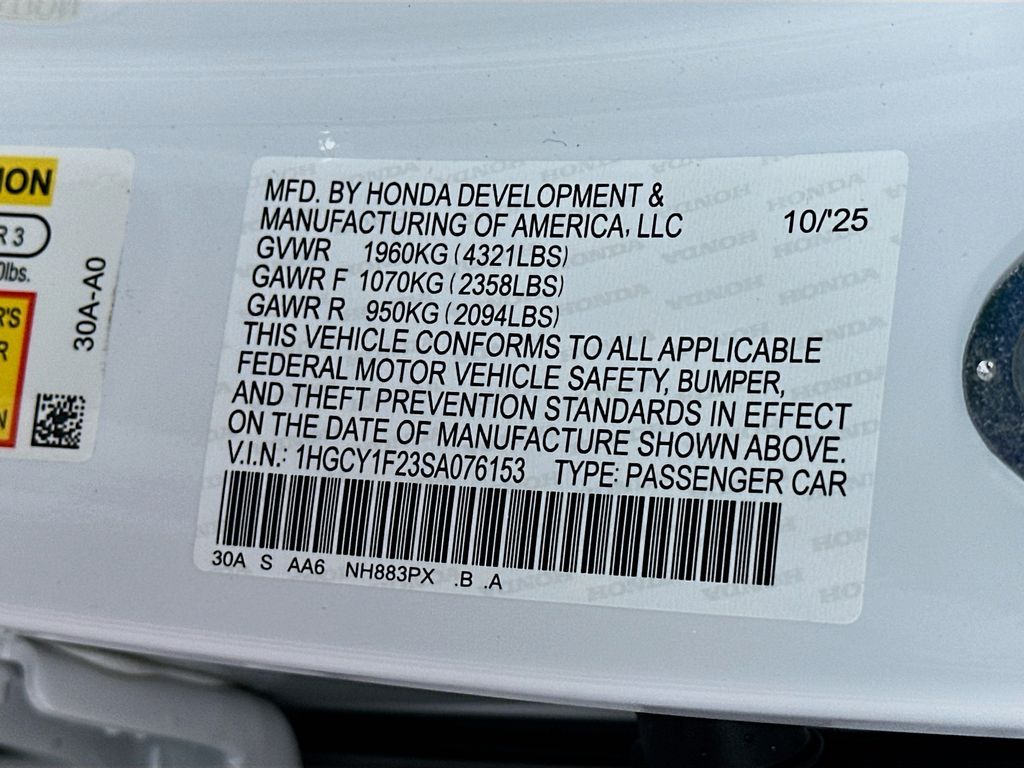 ION
R 3
0lbs.
R'S
R
N
30A-A0
MFD. BY HONDA DEVELOPMENT &
MANUFACTURING OF AMERICA, LLC 10/'25
GVWR 1960KG (4321LBS)
GAWR F 1070KG (2358LBS)
GAWR R 950KG (2094LBS)
THIS VEHICLE CONFORMS TO ALL APPLICABLE
FEDERAL MOTOR VEHICLE SAFETY, BUMPER,
AND THEFT PREVENTION STANDARDS IN EFFECT
ON THE DATE OF MANUFACTURE SHOWN ABOVE.
V.I.N.: 1HGCY1F23SA076153 TYPE: PASSENGER CAR
30A S AA6 NH883PX .B .A